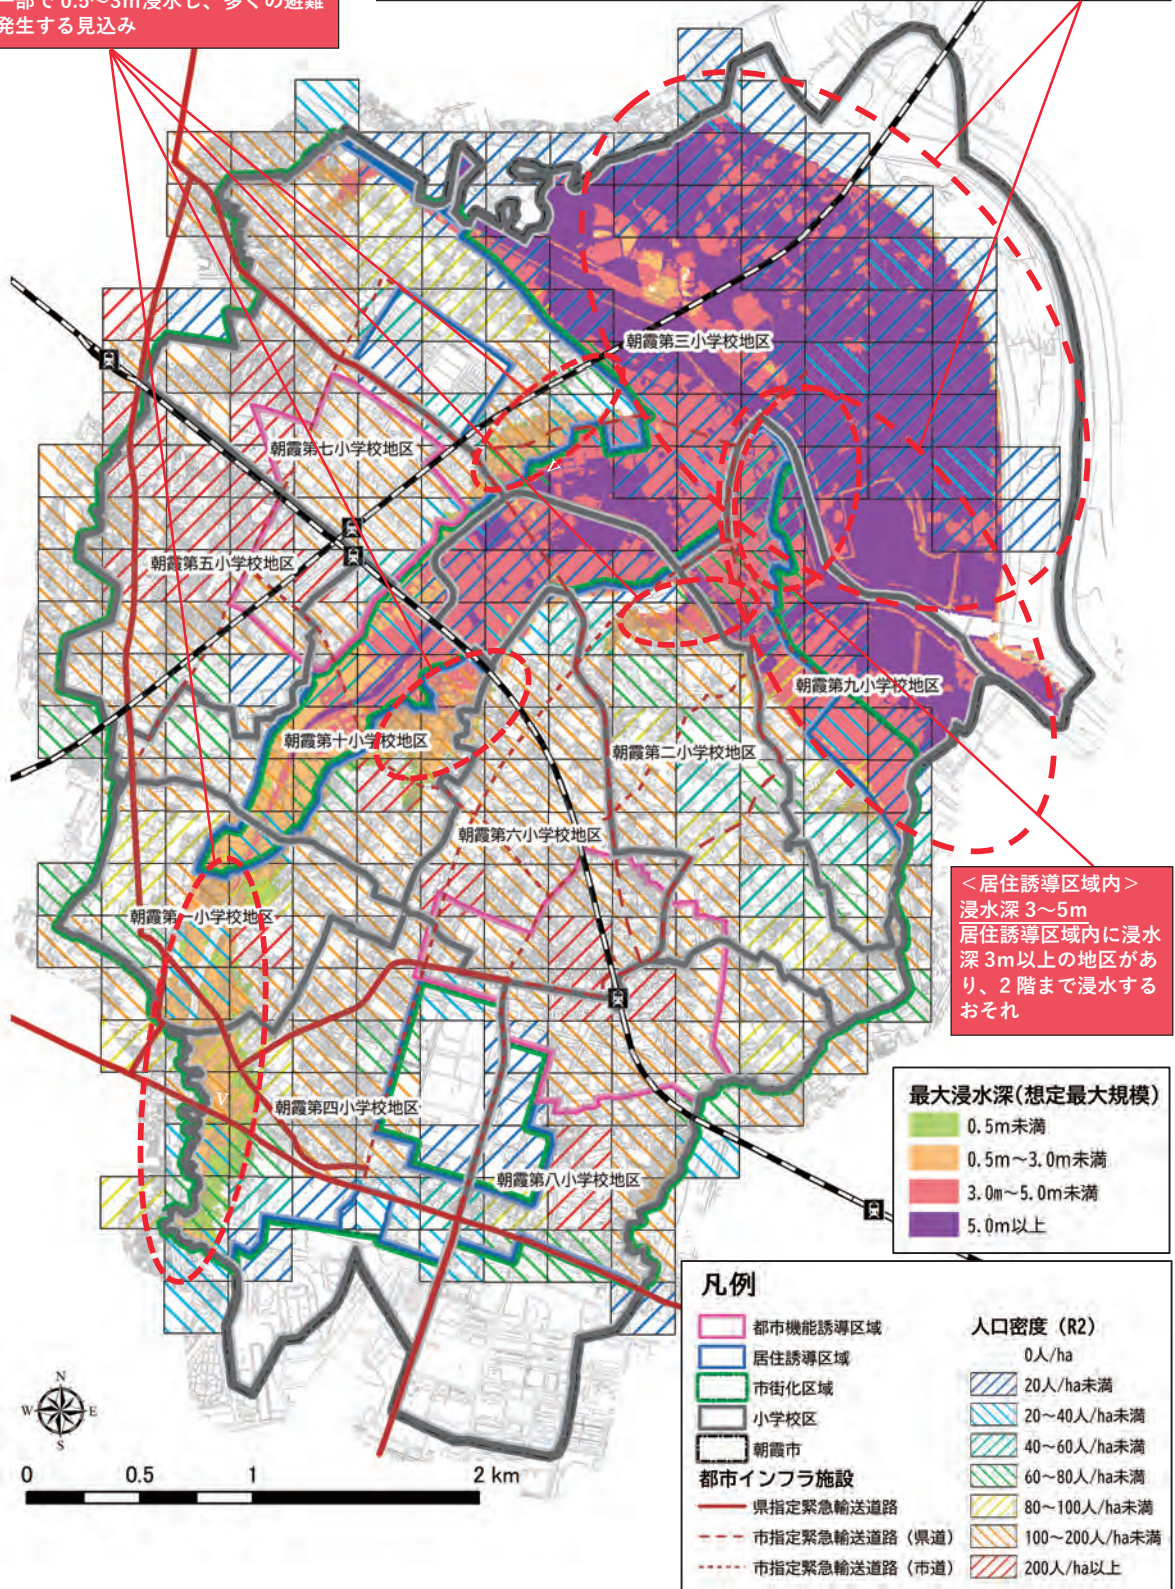 一部で0.5～3m浸水し、多くの避難
発生する見込み
朝霞第三小学校地区
朝霞第七小学校地区
朝霞第五小学校地区
朝霞第九小学校地区
朝霞第十小学校地区
朝霞第二小学校地区
朝霞第六小学校地区
朝霞第一小学校地区
朝霞第四小学校地区
朝霞第八小学校地区
＜居住誘導区域内＞
浸水深 3～5m
居住誘導区域内に浸水
深 3m以上の地区があ
り、2 階まで浸水する
おそれ
最大浸水深(想定最大規模)
0.5m未満
0.5m～3.0m未満
3.0m～5.0m未満
5.0m以上
凡例
都市機能誘導区域
居住誘導区域
市街化区域
小学校区
朝霞市
都市インフラ施設
県指定緊急輸送道路
市指定緊急輸送道路（県道）
市指定緊急輸送道路（市道）
人口密度（R2）
0人/ha
20人/ha未満
20～40人/ha未満
40～60人/ha未満
60～80人/ha未満
80～100人/ha未満
100～200人/ha未満
200人/ha以上
N
W E
S
0 0.5 1 2 km